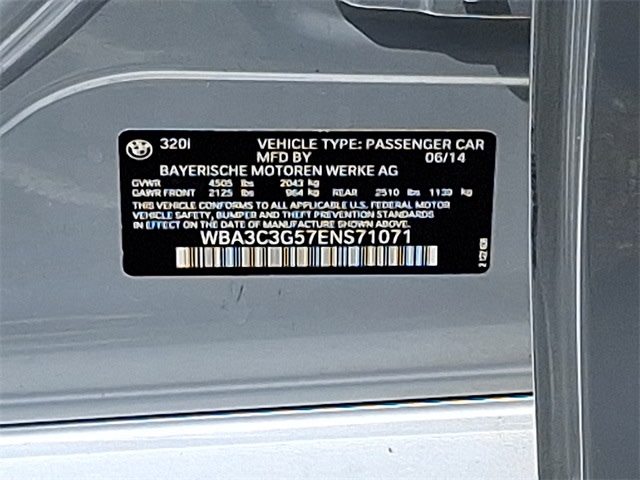 320i VEHICLE TYPE: PASSENGER CAR
MFD BY 06/14
BAYERISCHE MOTOREN WERKE AG
GVWR 4505 lbs 2043 kg
GAWR FRONT 2125 lbs 964 kg REAR 2510 lbs 1139 kg
THIS VEHICLE CONFORMS TO ALL APPLICABLE U.S. FEDERAL MOTOR
VEHICLE SAFETY, BUMPER, AND THEFT PREVENTION STANDARDS
IN EFFECT ON THE DATE OF MANUFACTURE SHOWN ABOVE.
WBA3C3G57ENS71071